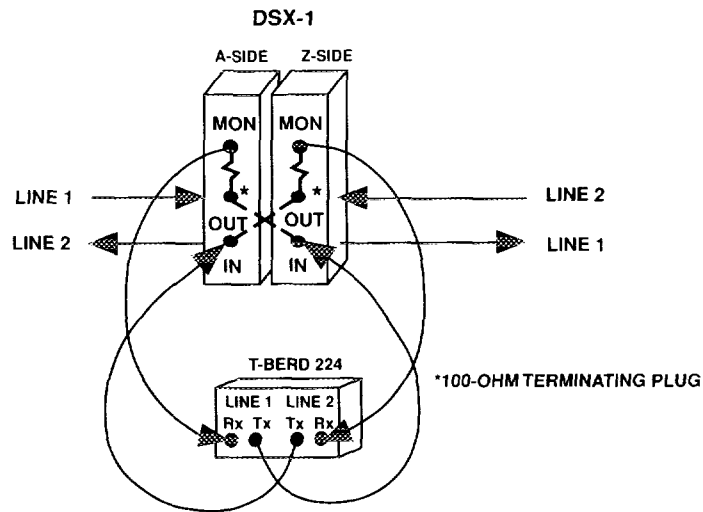 DSX-1
A-SIDE Z-SIDE
MON MON
LINE 1 * * LINE 2
OUT OUT
LINE 2 LINE 1
IN IN
T-BERD 224
*100-OHM TERMINATING PLUG
LINE 1 LINE 2
Rx Tx Tx Rx